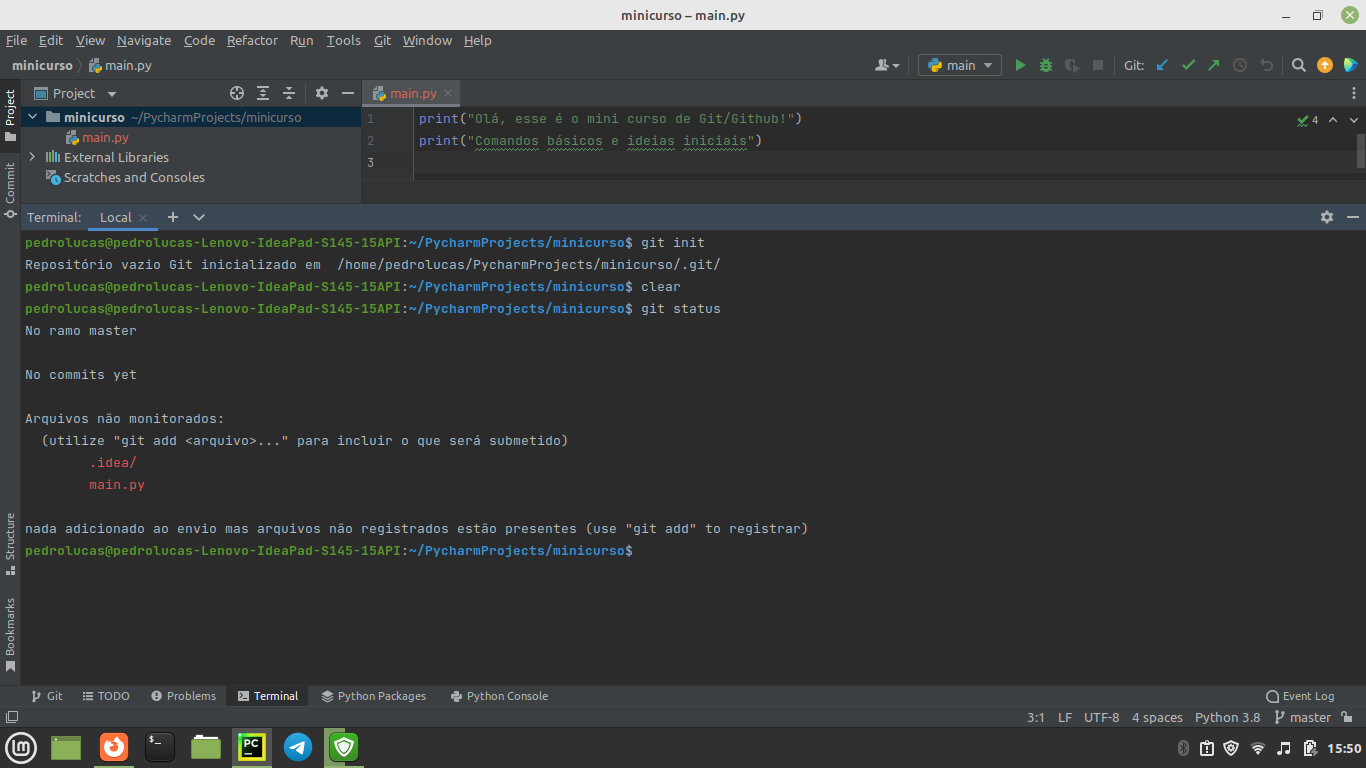 minicurso – main.py
File Edit View Navigate Code Refactor Run Tools Git Window Help
minicurso main.py main Git:
Project
minicurso ~/PycharmProjects/minicurso
main.py
External Libraries
Scratches and Consoles
main.py
1 print("Olá, esse é o mini curso de Git/Github!")
2 print("Comandos básicos e ideias iniciais")
3
4
Project
Commit
Structure
Bookmarks
Terminal: Local
pedrolucas@pedrolucas-Lenovo-IdeaPad-S145-15API:~/PycharmProjects/minicurso$ git init
Repositório vazio Git inicializado em  /home/pedrolucas/PycharmProjects/minicurso/.git/
pedrolucas@pedrolucas-Lenovo-IdeaPad-S145-15API:~/PycharmProjects/minicurso$ clear
pedrolucas@pedrolucas-Lenovo-IdeaPad-S145-15API:~/PycharmProjects/minicurso$ git status
No ramo master
No commits yet
Arquivos não monitorados:
(utilize "git add <arquivo>..." para incluir o que será submetido)
.idea/
main.py
nada adicionado ao envio mas arquivos não registrados estão presentes (use "git add" to registrar)
pedrolucas@pedrolucas-Lenovo-IdeaPad-S145-15API:~/PycharmProjects/minicurso$
Git TODO Problems Terminal Python Packages Python Console Event Log
3:1 LF UTF-8 4 spaces Python 3.8 master
$_ PC 15:50